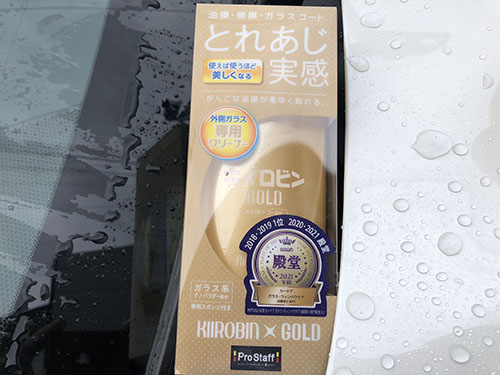 油膜・被膜・ガラスコート
とれあじ
使えば使うほど
美しくなる
実感
がんこな油膜が素早く取れる。
外側ガラス
専用
クリーナー
キイロビン
GOLD
2018・2019 1位 2020・2021 殿堂
殿堂
2021
ガラス系
KIIROBIN GOLD
ProStaff